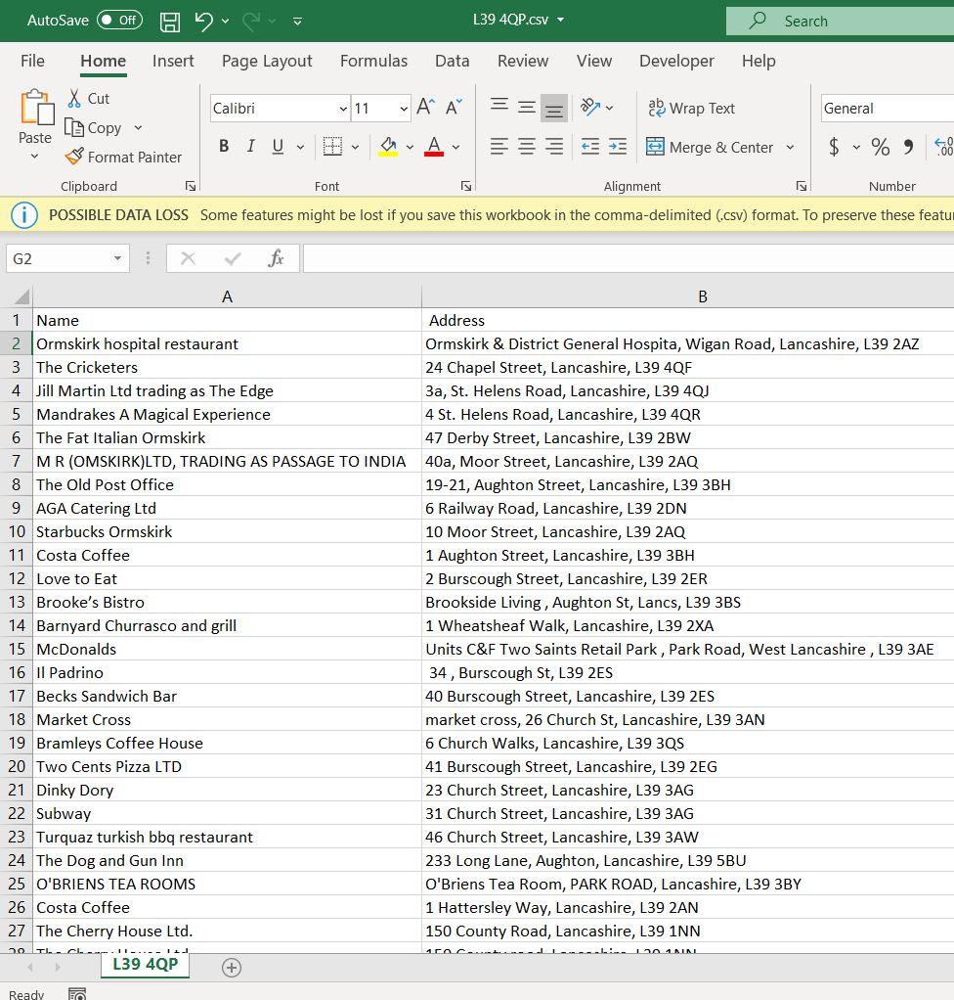 AutoSave Off L39 4QP.csv Search
File Home Insert Page Layout Formulas Data Review View Developer Help
Cut
Calibri 11 A A ab Wrap Text General
Paste Copy
Format Painter B I U A Merge & Center $ % .00
Clipboard Font Alignment Number
POSSIBLE DATA LOSS Some features might be lost if you save this workbook in the comma-delimited (.csv) format. To preserve these featu
G2 fx
A B
1 Name Address
2 Ormskirk hospital restaurant Ormskirk & District General Hospita, Wigan Road, Lancashire, L39 2AZ
3 The Cricketers 24 Chapel Street, Lancashire, L39 4QF
4 Jill Martin Ltd trading as The Edge 3a, St. Helens Road, Lancashire, L39 4QJ
5 Mandrakes A Magical Experience 4 St. Helens Road, Lancashire, L39 4QR
6 The Fat Italian Ormskirk 47 Derby Street, Lancashire, L39 2BW
7 M R (OMSKIRK)LTD, TRADING AS PASSAGE TO INDIA 40a, Moor Street, Lancashire, L39 2AQ
8 The Old Post Office 19-21, Aughton Street, Lancashire, L39 3BH
9 AGA Catering Ltd 6 Railway Road, Lancashire, L39 2DN
10 Starbucks Ormskirk 10 Moor Street, Lancashire, L39 2AQ
11 Costa Coffee 1 Aughton Street, Lancashire, L39 3BH
12 Love to Eat 2 Burscough Street, Lancashire, L39 2ER
13 Brooke’s Bistro Brookside Living , Aughton St, Lancs, L39 3BS
14 Barnyard Churrasco and grill 1 Wheatsheaf Walk, Lancashire, L39 2XA
15 McDonalds Units C&F Two Saints Retail Park , Park Road, West Lancashire , L39 3AE
16 Il Padrino 34 , Burscough St, L39 2ES
17 Becks Sandwich Bar 40 Burscough Street, Lancashire, L39 2ES
18 Market Cross market cross, 26 Church St, Lancashire, L39 3AN
19 Bramleys Coffee House 6 Church Walks, Lancashire, L39 3QS
20 Two Cents Pizza LTD 41 Burscough Street, Lancashire, L39 2EG
21 Dinky Dory 23 Church Street, Lancashire, L39 3AG
22 Subway 31 Church Street, Lancashire, L39 3AG
23 Turquaz turkish bbq restaurant 46 Church Street, Lancashire, L39 3AW
24 The Dog and Gun Inn 233 Long Lane, Aughton, Lancashire, L39 5BU
25 O'BRIENS TEA ROOMS O'Briens Tea Room, PARK ROAD, Lancashire, L39 3BY
26 Costa Coffee 1 Hattersley Way, Lancashire, L39 2AN
27 The Cherry House Ltd. 150 County Road, Lancashire, L39 1NN
L39 4QP
Ready